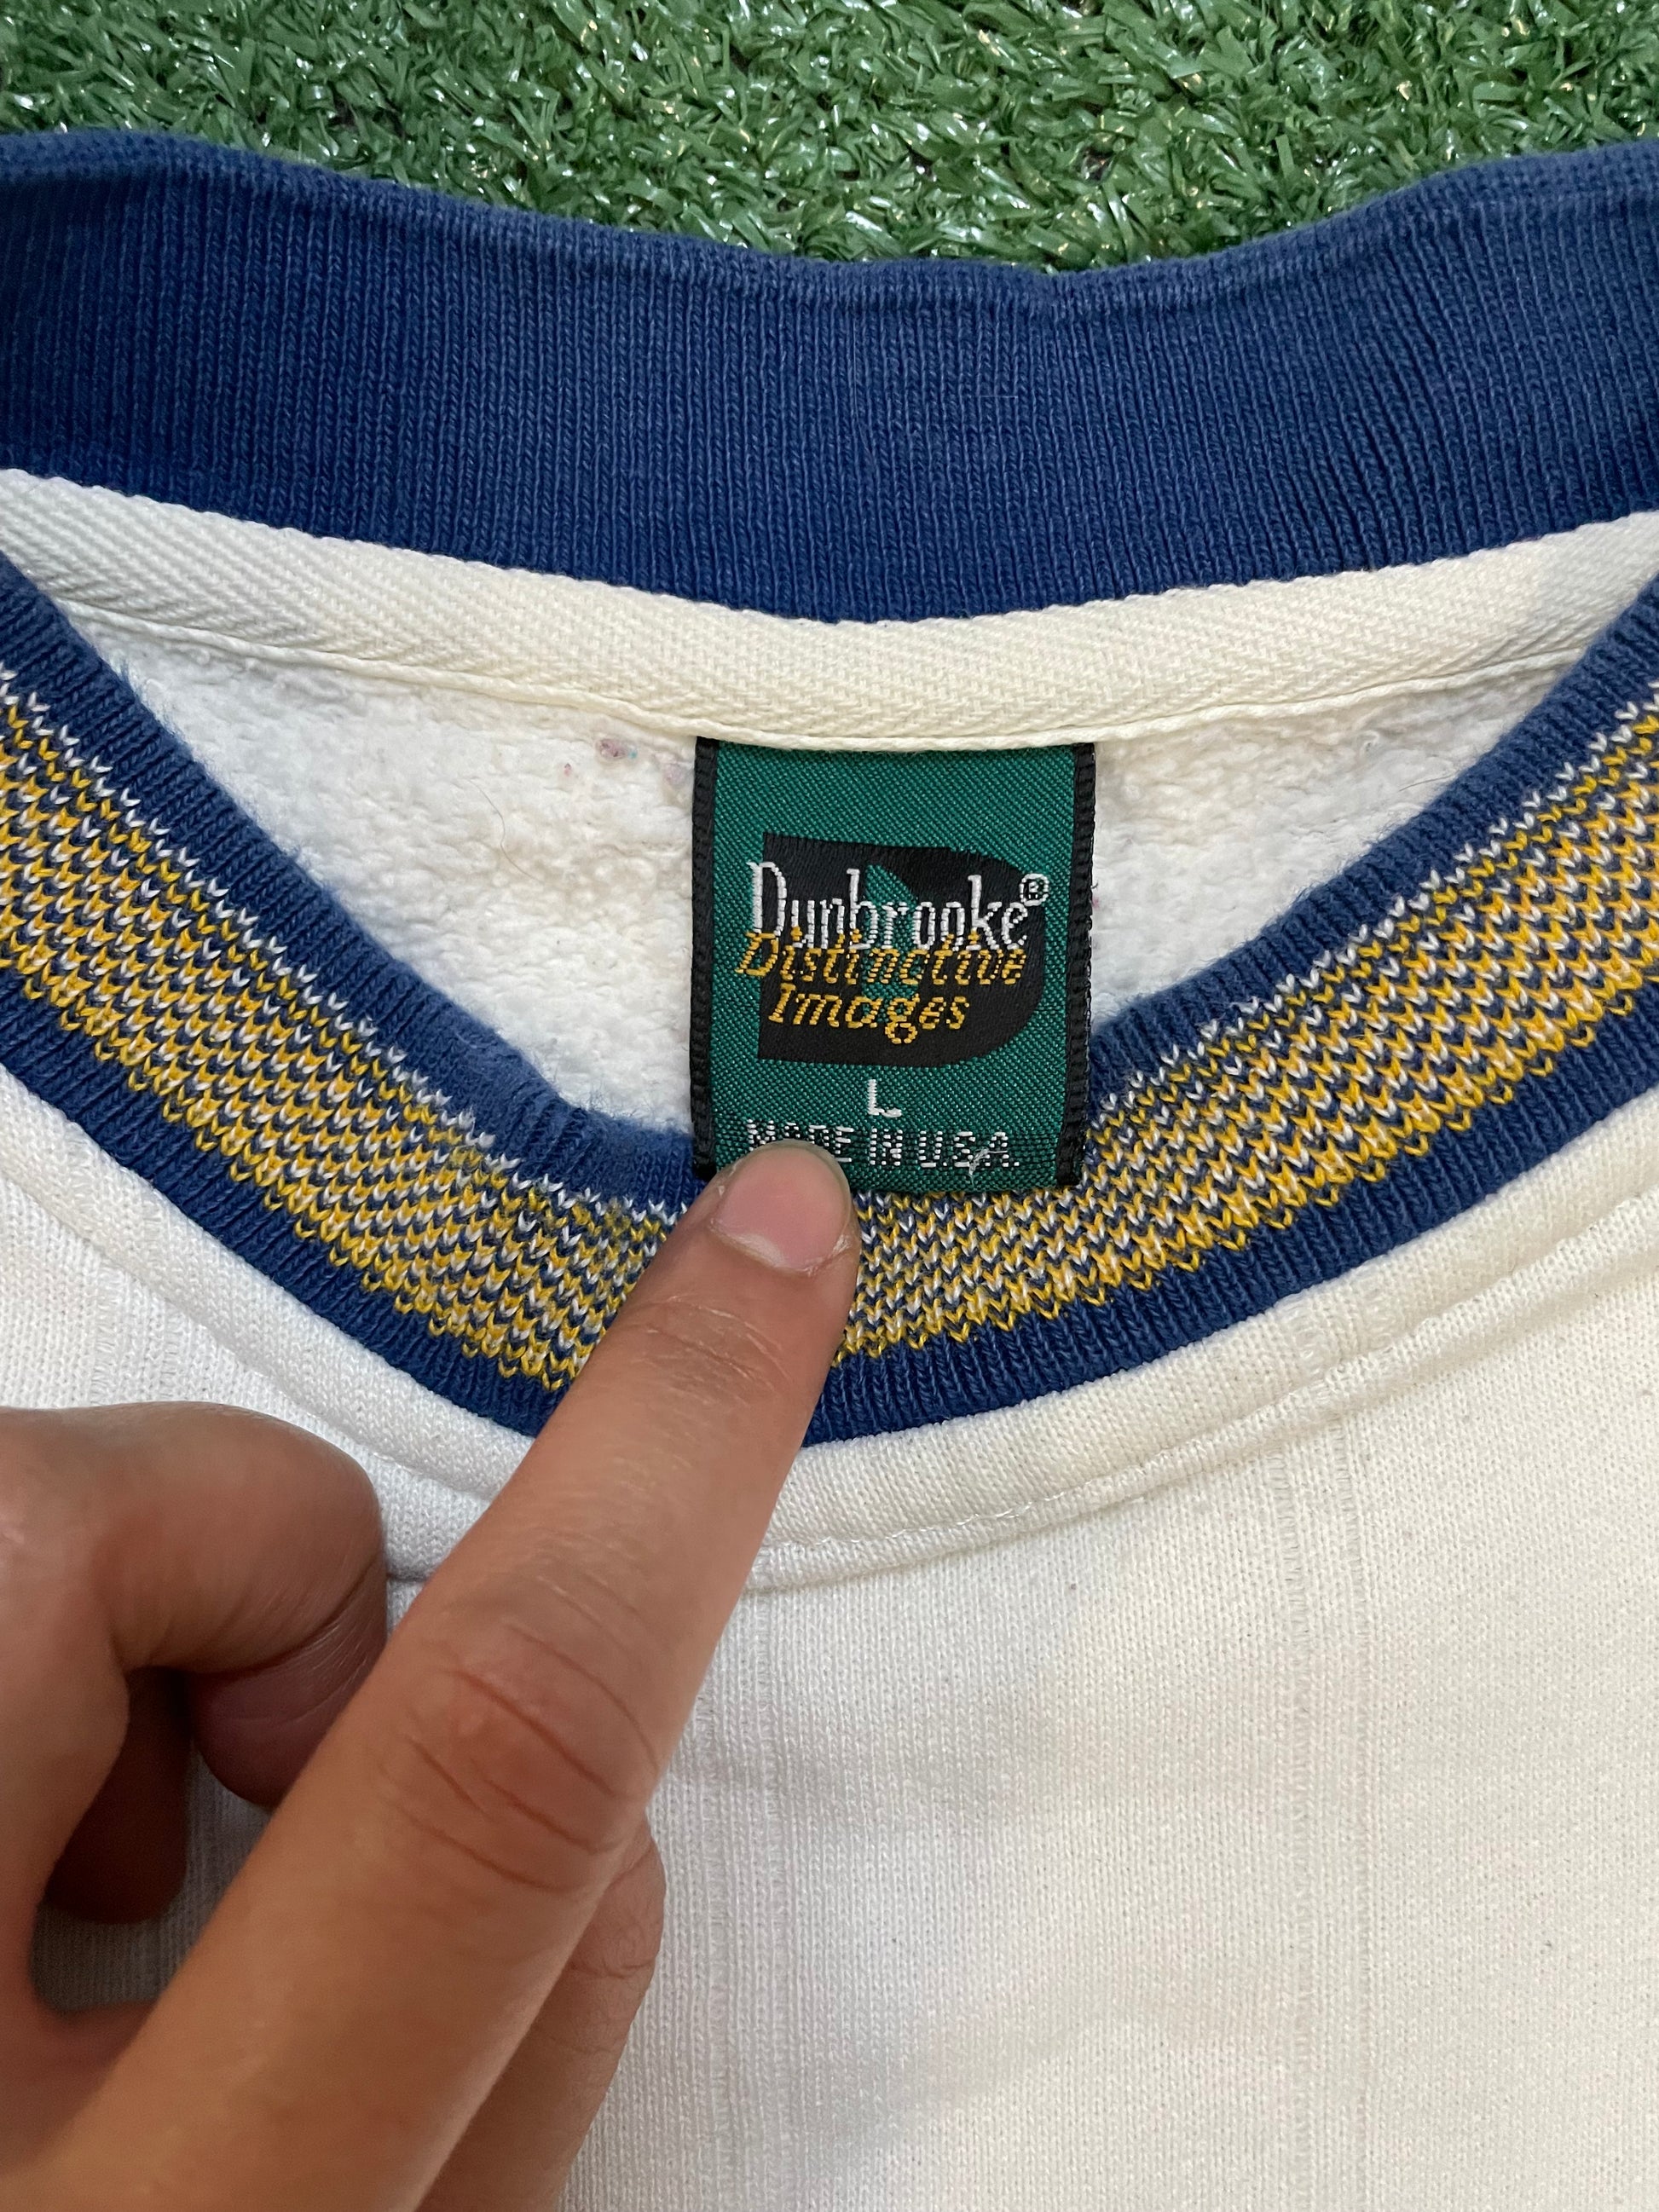 Dunbrooke®
Distinctive
Images
L
MADE IN U.S.A.